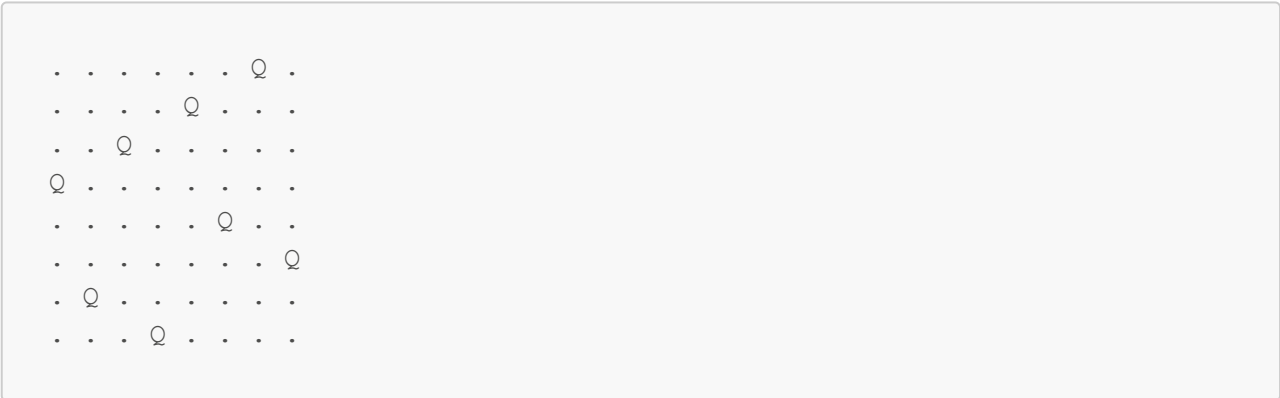 . . . . . . Q .
. . . . Q . . .
. . Q . . . . .
Q . . . . . . .
. . . . . Q . .
. . . . . . . Q
. Q . . . . . .
. . . Q . . . .